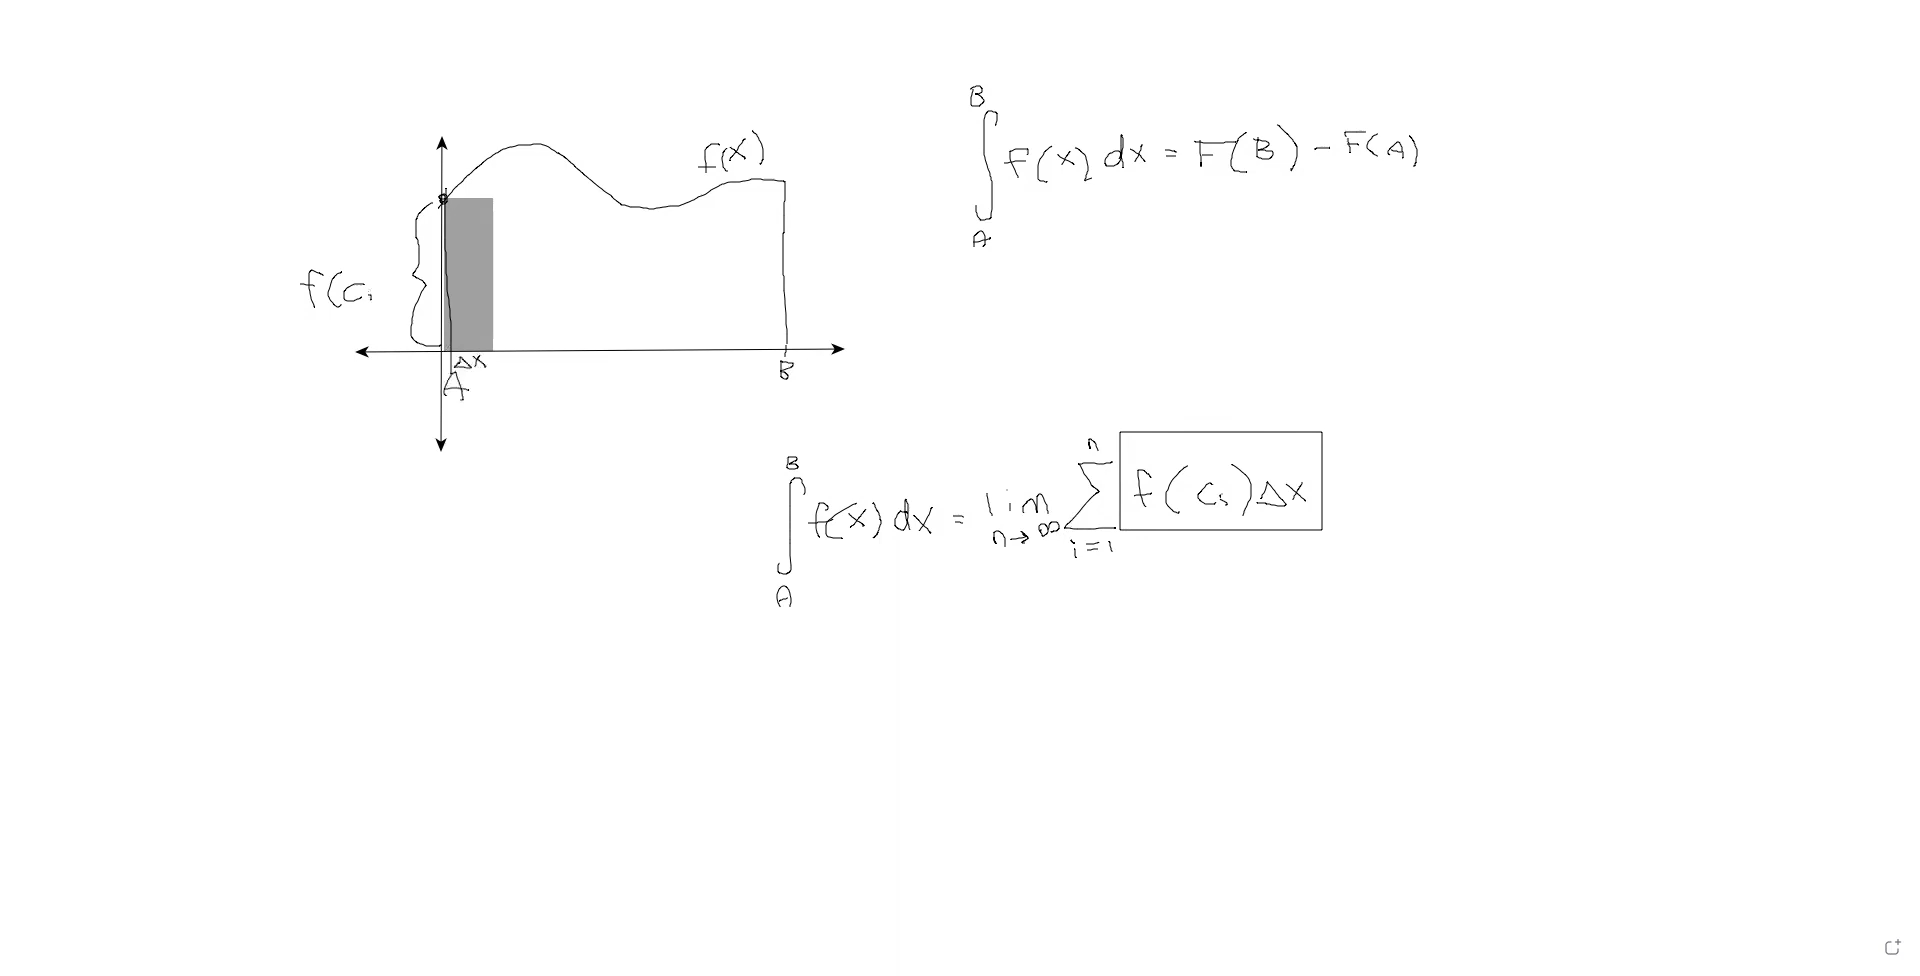 f(x)
f(ci
Δx
A
B
B
∫ f(x) dx = F(B) - F(A)
A
B
n
∫ f(x) dx = lim ∑ f(ci) Δx
n→∞ i=1
A